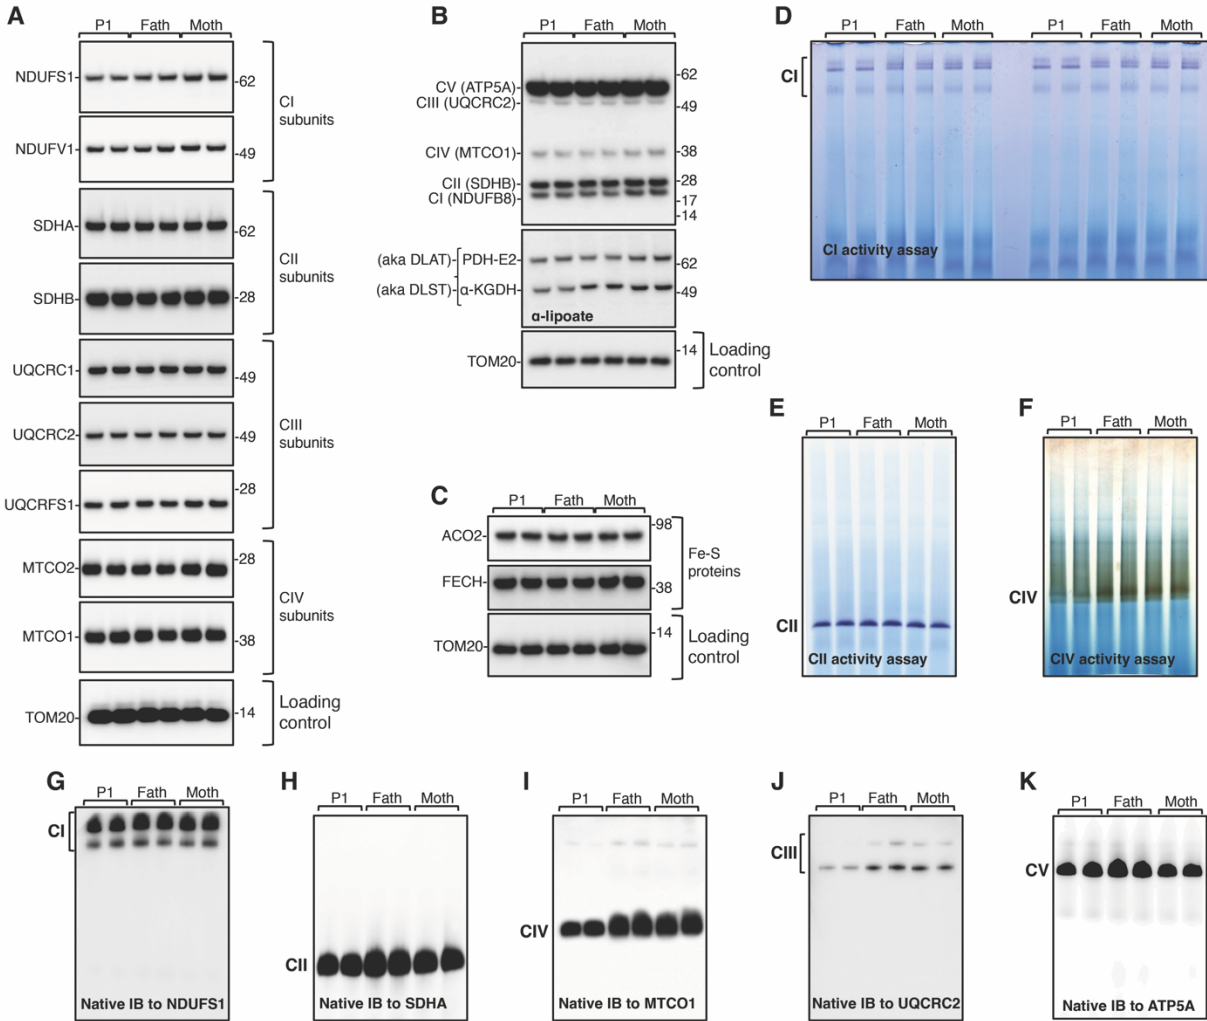 A
P1 Fath Moth
NDUFS1
-62
CI
subunits
NDUFV1
-49
SDHA
-62
CII
subunits
SDHB
-28
UQCRC1
-49
UQCRC2
-49
CIII
subunits
UQCRFS1
-28
MTCO2
-28
CIV
subunits
MTCO1
-38
TOM20
-14
Loading
control
B
P1 Fath Moth
CV (ATP5A)
CIII (UQCRC2)
CIV (MTCO1)
CII (SDHB)
CI (NDUFB8)
-62
-49
-38
-28
-17
-14
(aka DLAT)- PDH-E2
(aka DLST)- α-KGDH
-62
-49
α-lipoate
TOM20
-14
Loading
control
C
P1 Fath Moth
ACO2
-98
FECH
-38
Fe-S
proteins
TOM20
-14
Loading
control
D
P1 Fath Moth P1 Fath Moth
CI
CI activity assay
E
P1 Fath Moth
CII
CII activity assay
F
P1 Fath Moth
CIV
CIV activity assay
G
P1 Fath Moth
CI
Native IB to NDUFS1
H
P1 Fath Moth
CII
Native IB to SDHA
I
P1 Fath Moth
CIV
Native IB to MTCO1
J
P1 Fath Moth
CIII
Native IB to UQCRC2
K
P1 Fath Moth
CV
Native IB to ATP5A